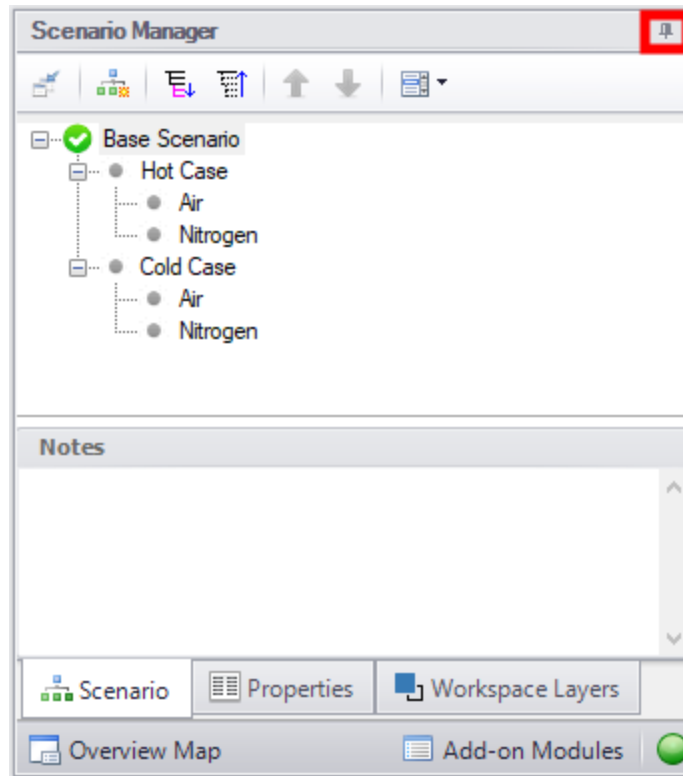 Scenario Manager
Base Scenario
Hot Case
Air
Nitrogen
Cold Case
Air
Nitrogen
Notes
Scenario Properties Workspace Layers
Overview Map Add-on Modules